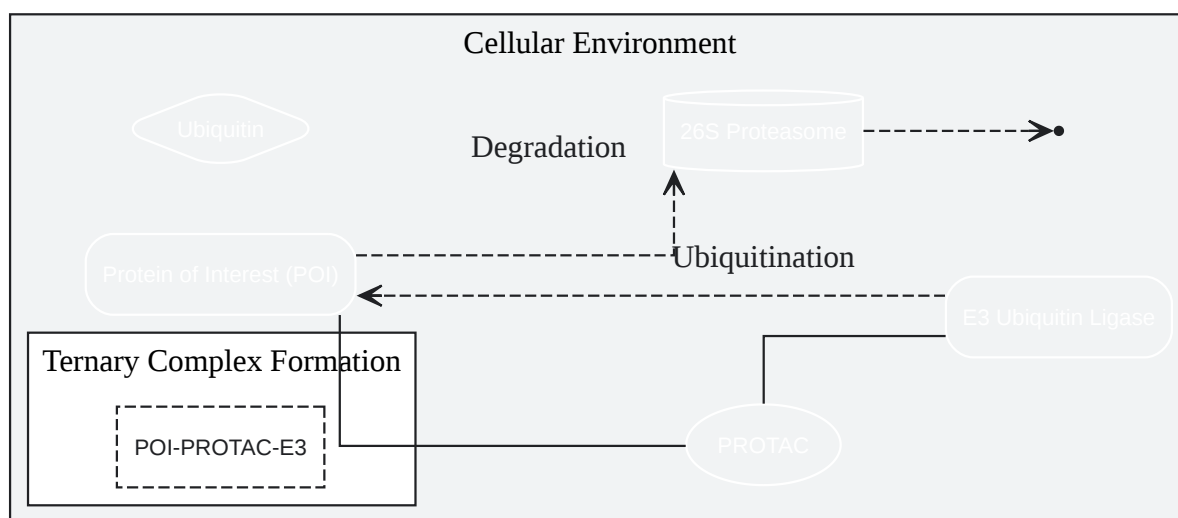 Cellular Environment
Ubiquitin
26S Proteasome
Degradation
Ubiquitination
Protein of Interest (POI)
E3 Ubiquitin Ligase
Ternary Complex Formation
POI-PROTAC-E3
PROTAC